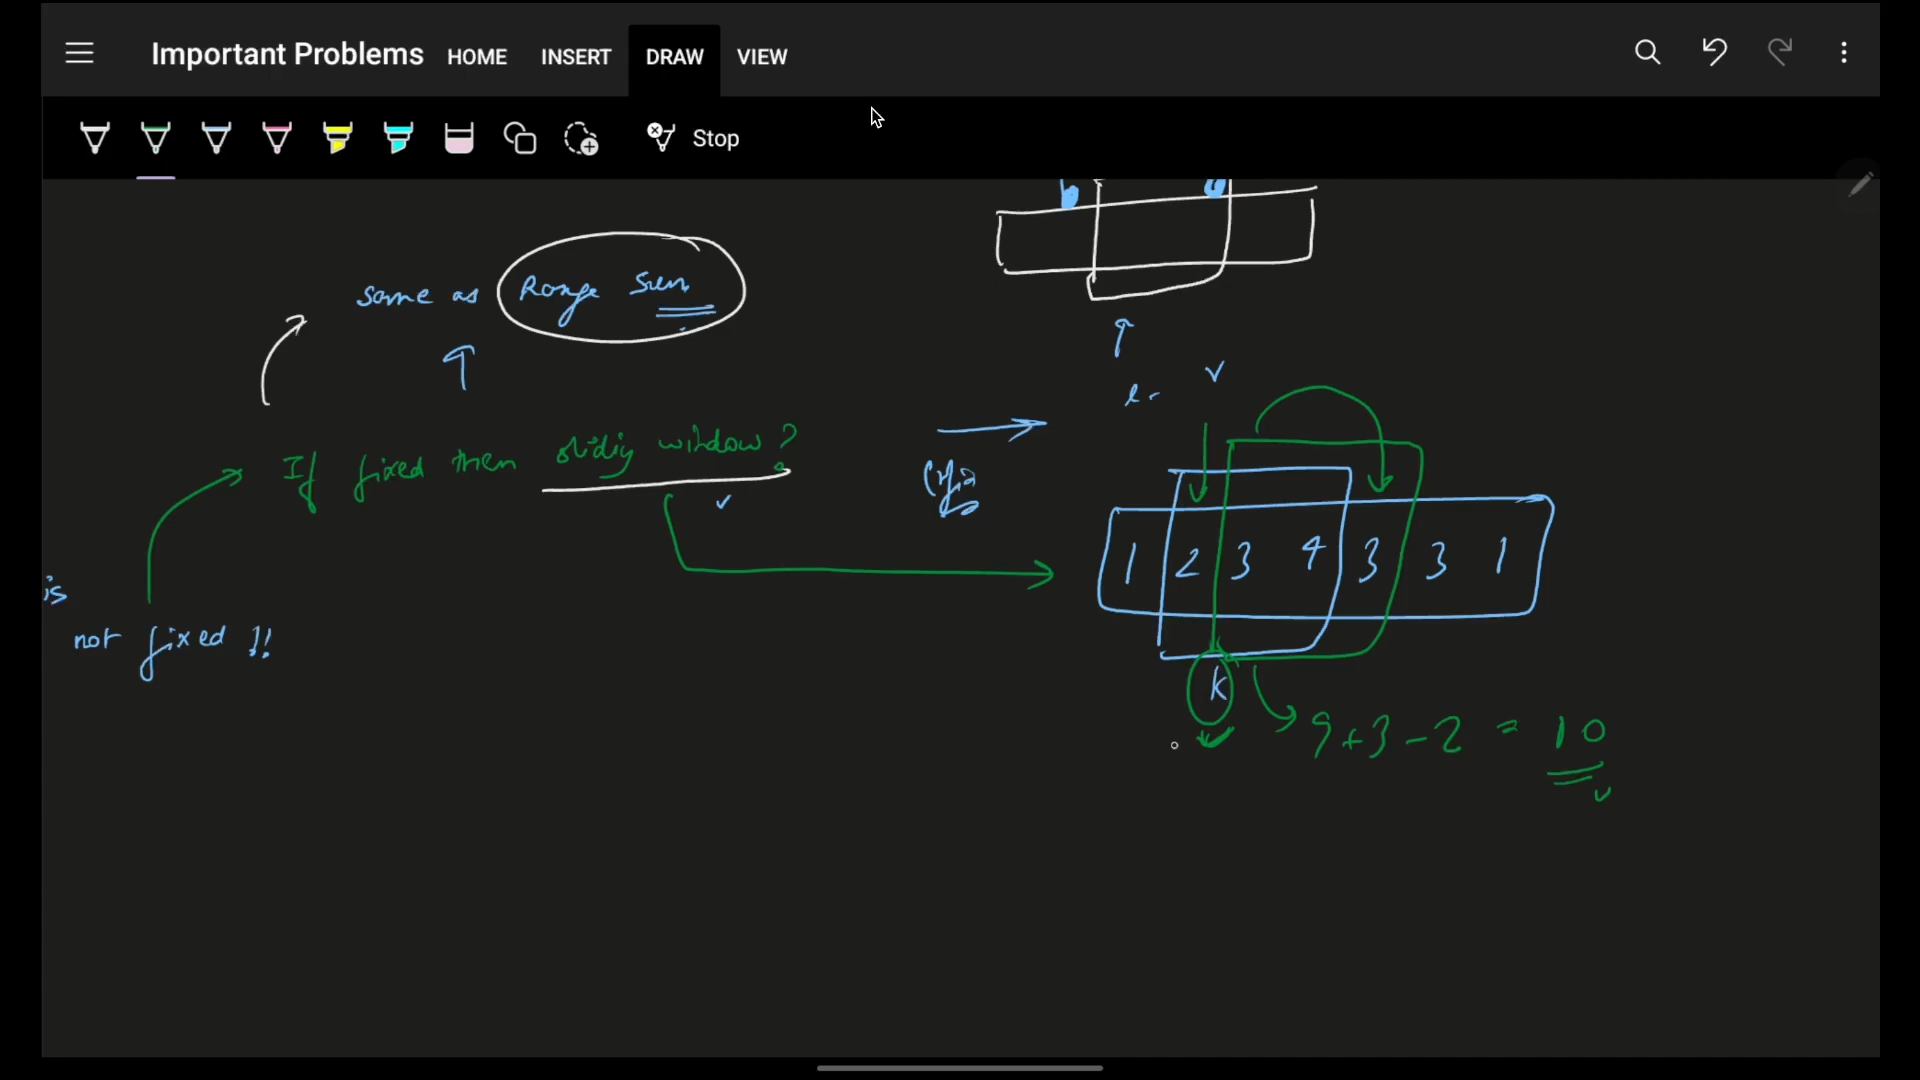 Important Problems HOME INSERT DRAW VIEW
Stop
b
same as Range Sum
l r
If fixed then sliding window?
1 2 3 4 3 3 1
is
not fixed !!
k
9+3-2 = 10